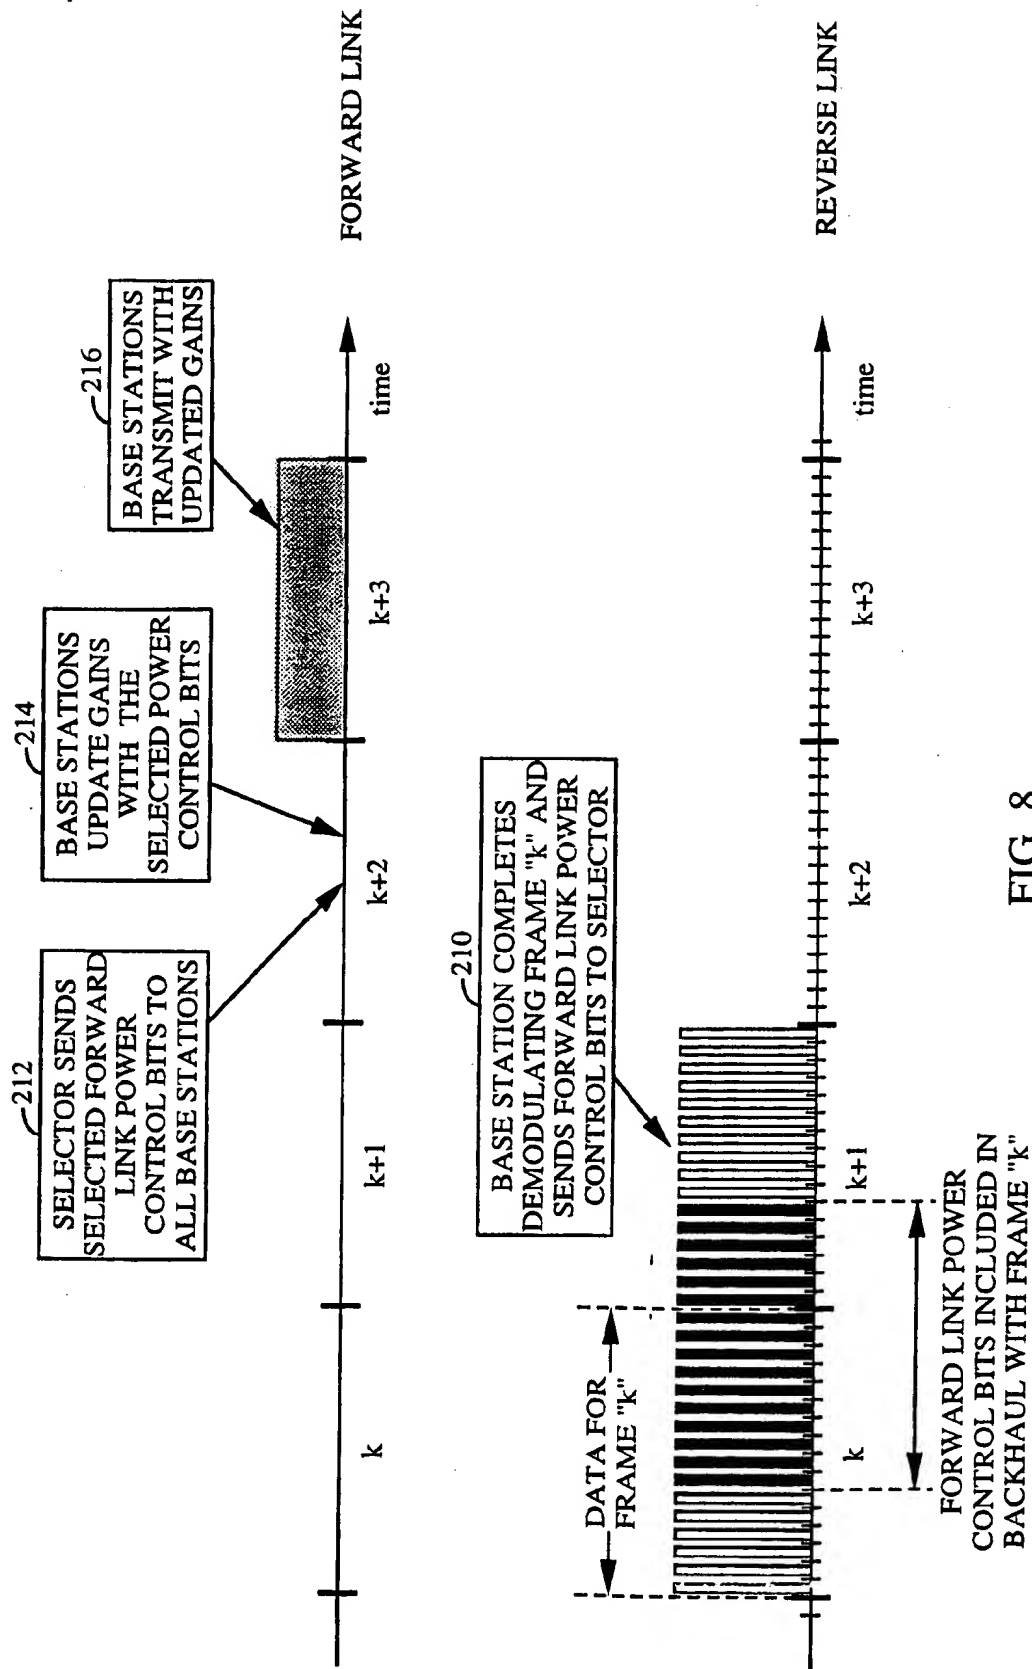 212
SELECTOR SENDS
SELECTED FORWARD
LINK POWER
CONTROL BITS TO
ALL BASE STATIONS
214
BASE STATIONS
UPDATE GAINS
WITH THE
SELECTED POWER
CONTROL BITS
216
BASE STATIONS
TRANSMIT WITH
UPDATED GAINS
k
k+1
k+2
k+3
time
FORWARD LINK
210
BASE STATION COMPLETES
DEMODULATING FRAME "k" AND
SENDS FORWARD LINK POWER
CONTROL BITS TO SELECTOR
DATA FOR
FRAME "k"
k
k+1
k+2
k+3
time
REVERSE LINK
FORWARD LINK POWER
CONTROL BITS INCLUDED IN
BACKHAUL WITH FRAME "k"
FIG. 8